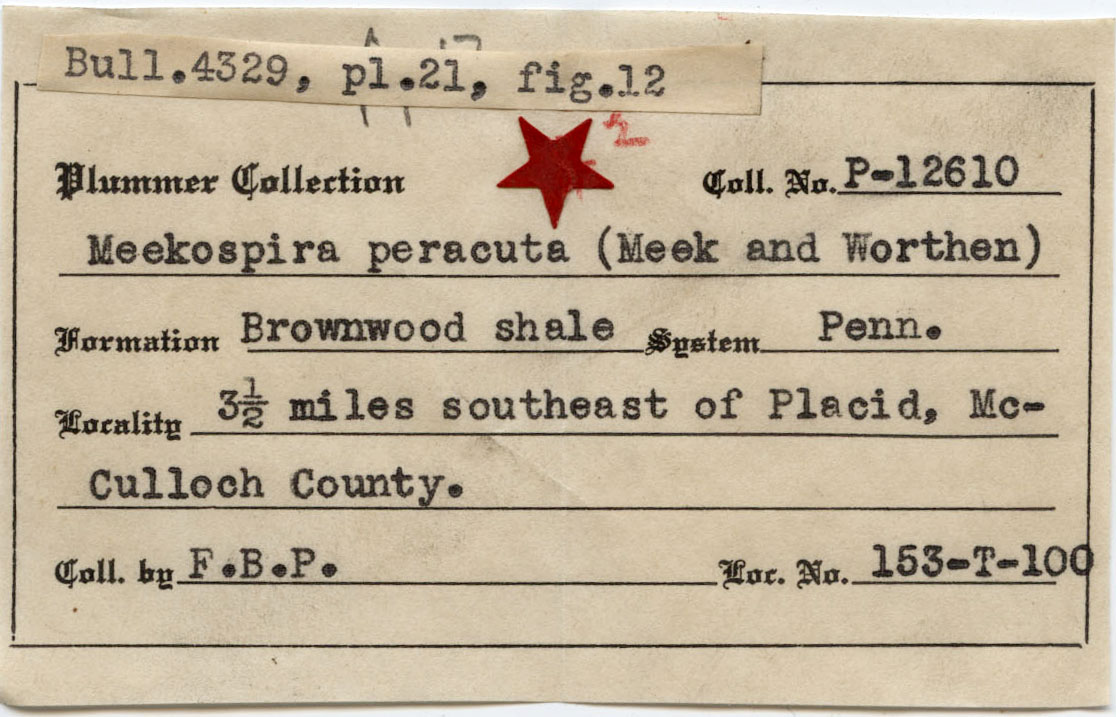 Bull.4329, pl.21, fig.12
2
Plummer Collection Coll. No. P-12610
Meekospira peracuta (Meek and Worthen)
Formation Brownwood shale System Penn.
Locality 3½ miles southeast of Placid, Mc-
Culloch County.
Coll. by F.B.P. Loc. No. 153-T-100